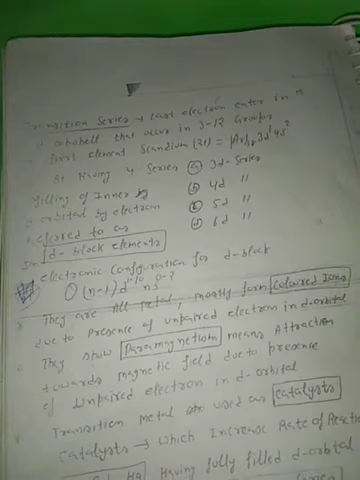 Transition Series → Last electron enter in n
d subshell that occur in 3-12 Groups
first element Scandium (21) = [Ar]18 3d1 4s2
It Having 4 Series (a) 3d-Series
filling of Inner (b) 4d "
orbital by electron (c) 5d "
referred to as (d) 6d "
d-block elements
electronic configuration for d-block
(n-1)d1-10 ns0-2
They are all metal, mostly form Coloured Ions
due to Presence of unpaired electron in d-orbital
They show Paramagnetism means Attraction
towards magnetic field due to presence
of unpaired electron in d-orbital
Transition metal used as Catalysts
Catalysts → which Increase Rate of Reactio
Hg Having fully filled d-orbital